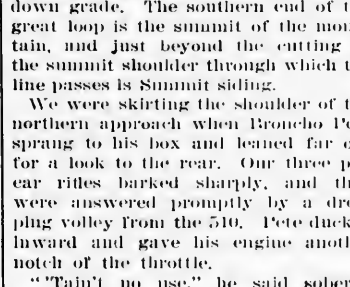 down grade. The southern end of t
great loop is the summit of the mou
tain, and just beyond the cutting
the summit shoulder through which t
line passes is Summit siding.
We were skirting the shoulder of t
northern approach when Broncho Pe
sprang to his box and leaned far o
for a look to the rear. Our three p
car rifles barked sharply, and th
were answered promptly by a dro
ping volley from the 510. Pete duck
inward and gave his engine anoth
notch of the throttle.
"'Tain't no use," he said sober